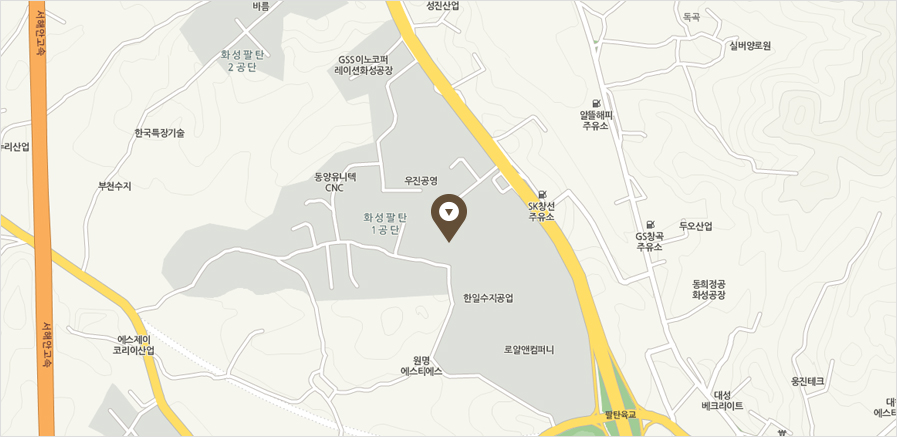 서해안고속
바름
성진산업
독곡
실버양로원
화성팔탄
2공단
GSS이노코퍼
레이션화성공장
알뜰해피
주유소
한국특장기술
누리산업
부천수지
동양유니텍
CNC
우진공영
SK창선
주유소
화성팔탄
1공단
GS창곡
주유소
두오산업
동희정공
화성공장
한일수지공업
서해안고속
에스제이
코리아산업
로얄앤컴퍼니
원명
에스티에스
대성
베크라이트
웅진테크
팔탄육교
에스티